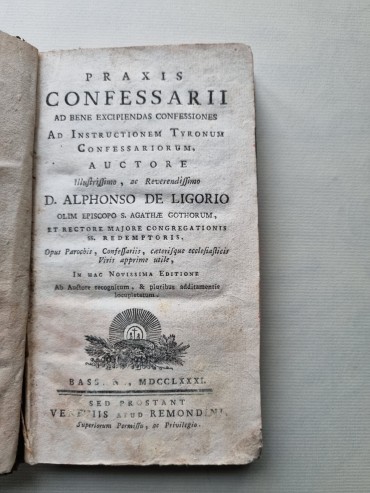 PRAXIS
CONFESSARII
AD BENE EXCIPIENDAS CONFESSIONES
AD INSTRUCTIONEM TYRONUM
CONFESSARIORUM.
AUCTORE
Illustrissimo, ac Reverendissimo
D. ALPHONSO DE LIGORIO
OLIM EPISCOPO S. AGATHÆ GOTHORUM,
ET RECTORE MAJORE CONGREGATIONIS
SS. REDEMPTORIS.
Opus Parochis, Confessariis, cæterisque ecclesiasticis
Viris apprime utile,
IN HAC NOVISSIMA EDITIONE
Ab Auctore recognitum, & pluribus additamentis
locupletatum.
BASS. MDCCLXXXI.
SED PROSTANT
VENETIIS APUD REMONDINI.
Superiorum Permissu, ac Privilegio.